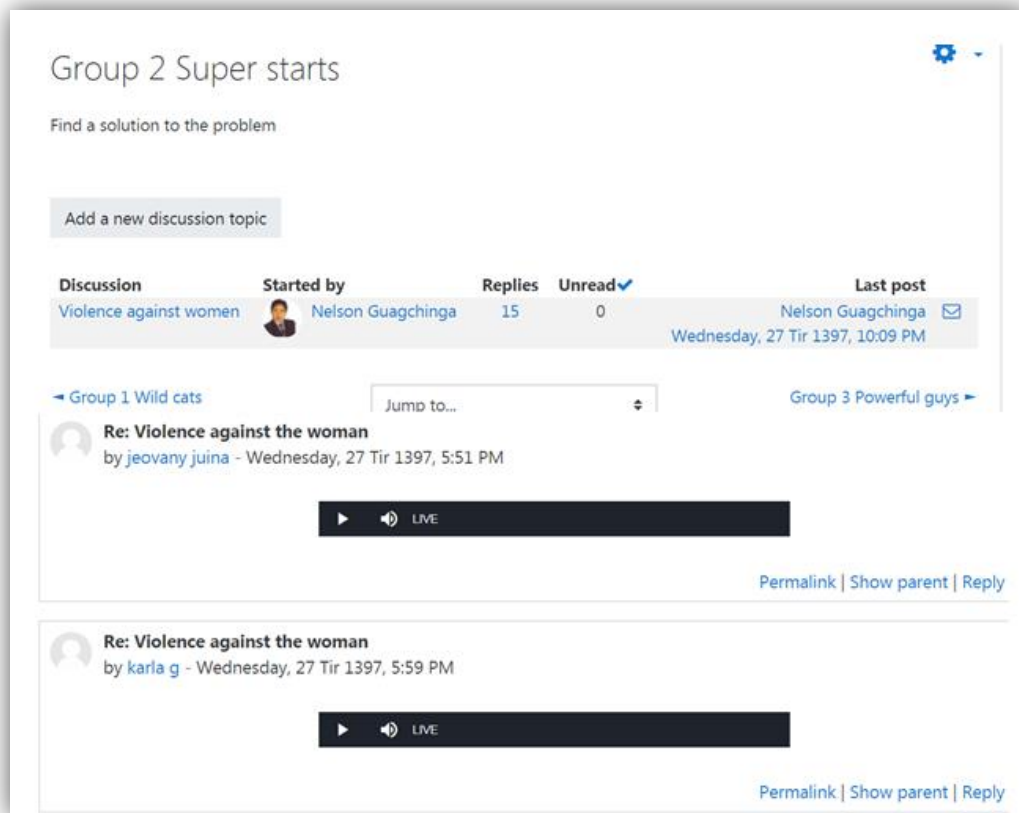 Group 2 Super starts
Find a solution to the problem
Add a new discussion topic
Discussion Started by Replies Unread Last post
Violence against women Nelson Guagchinga 15 0 Nelson Guagchinga
Wednesday, 27 Tir 1397, 10:09 PM
◄ Group 1 Wild cats Jump to... Group 3 Powerful guys ►
Re: Violence against the woman
by jeovany juina - Wednesday, 27 Tir 1397, 5:51 PM
LIVE
Permalink | Show parent | Reply
Re: Violence against the woman
by karla g - Wednesday, 27 Tir 1397, 5:59 PM
LIVE
Permalink | Show parent | Reply